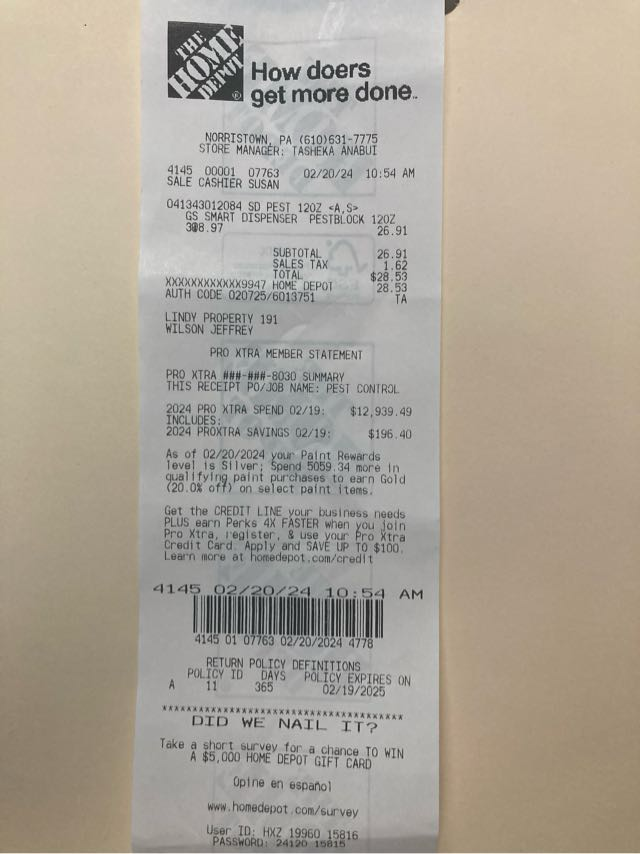 THE
HOME
DEPOT
®
How doers
get more done™
NORRISTOWN, PA (610)631-7775
STORE MANAGER: TASHEKA ANABUI
4145 00001 07763 02/20/24 10:54 AM
SALE CASHIER SUSAN
041343012084 SD PEST 12OZ <A,S>
GS SMART DISPENSER PESTBLOCK 12OZ
3@8.97 26.91
SUBTOTAL 26.91
SALES TAX 1.62
TOTAL $28.53
XXXXXXXXXXXX9947 HOME DEPOT 28.53
AUTH CODE 020725/6013751 TA
LINDY PROPERTY 191
WILSON JEFFREY
PRO XTRA MEMBER STATEMENT
PRO XTRA ###-###-8030 SUMMARY
THIS RECEIPT PO/JOB NAME: PEST CONTROL
2024 PRO XTRA SPEND 02/19: $12,939.49
INCLUDES:
2024 PROXTRA SAVINGS 02/19: $196.40
As of 02/20/2024 your Paint Rewards
level is Silver; Spend 5059.34 more in
qualifying paint purchases to earn Gold
(20.0% off) on select paint items.
Get the CREDIT LINE your business needs
PLUS earn Perks 4X FASTER when you join
Pro Xtra, register, & use your Pro Xtra
Credit Card. Apply and SAVE UP TO $100.
Learn more at homedepot.com/credit
4145 02/20/24 10:54 AM
4145 01 07763 02/20/2024 4778
RETURN POLICY DEFINITIONS
POLICY ID DAYS POLICY EXPIRES ON
A 11 365 02/19/2025
*******************************************
DID WE NAIL IT?
Take a short survey for a chance TO WIN
A $5,000 HOME DEPOT GIFT CARD
Opine en español
www.homedepot.com/survey
User ID: HXZ 19960 15816
PASSWORD: 24120 15815